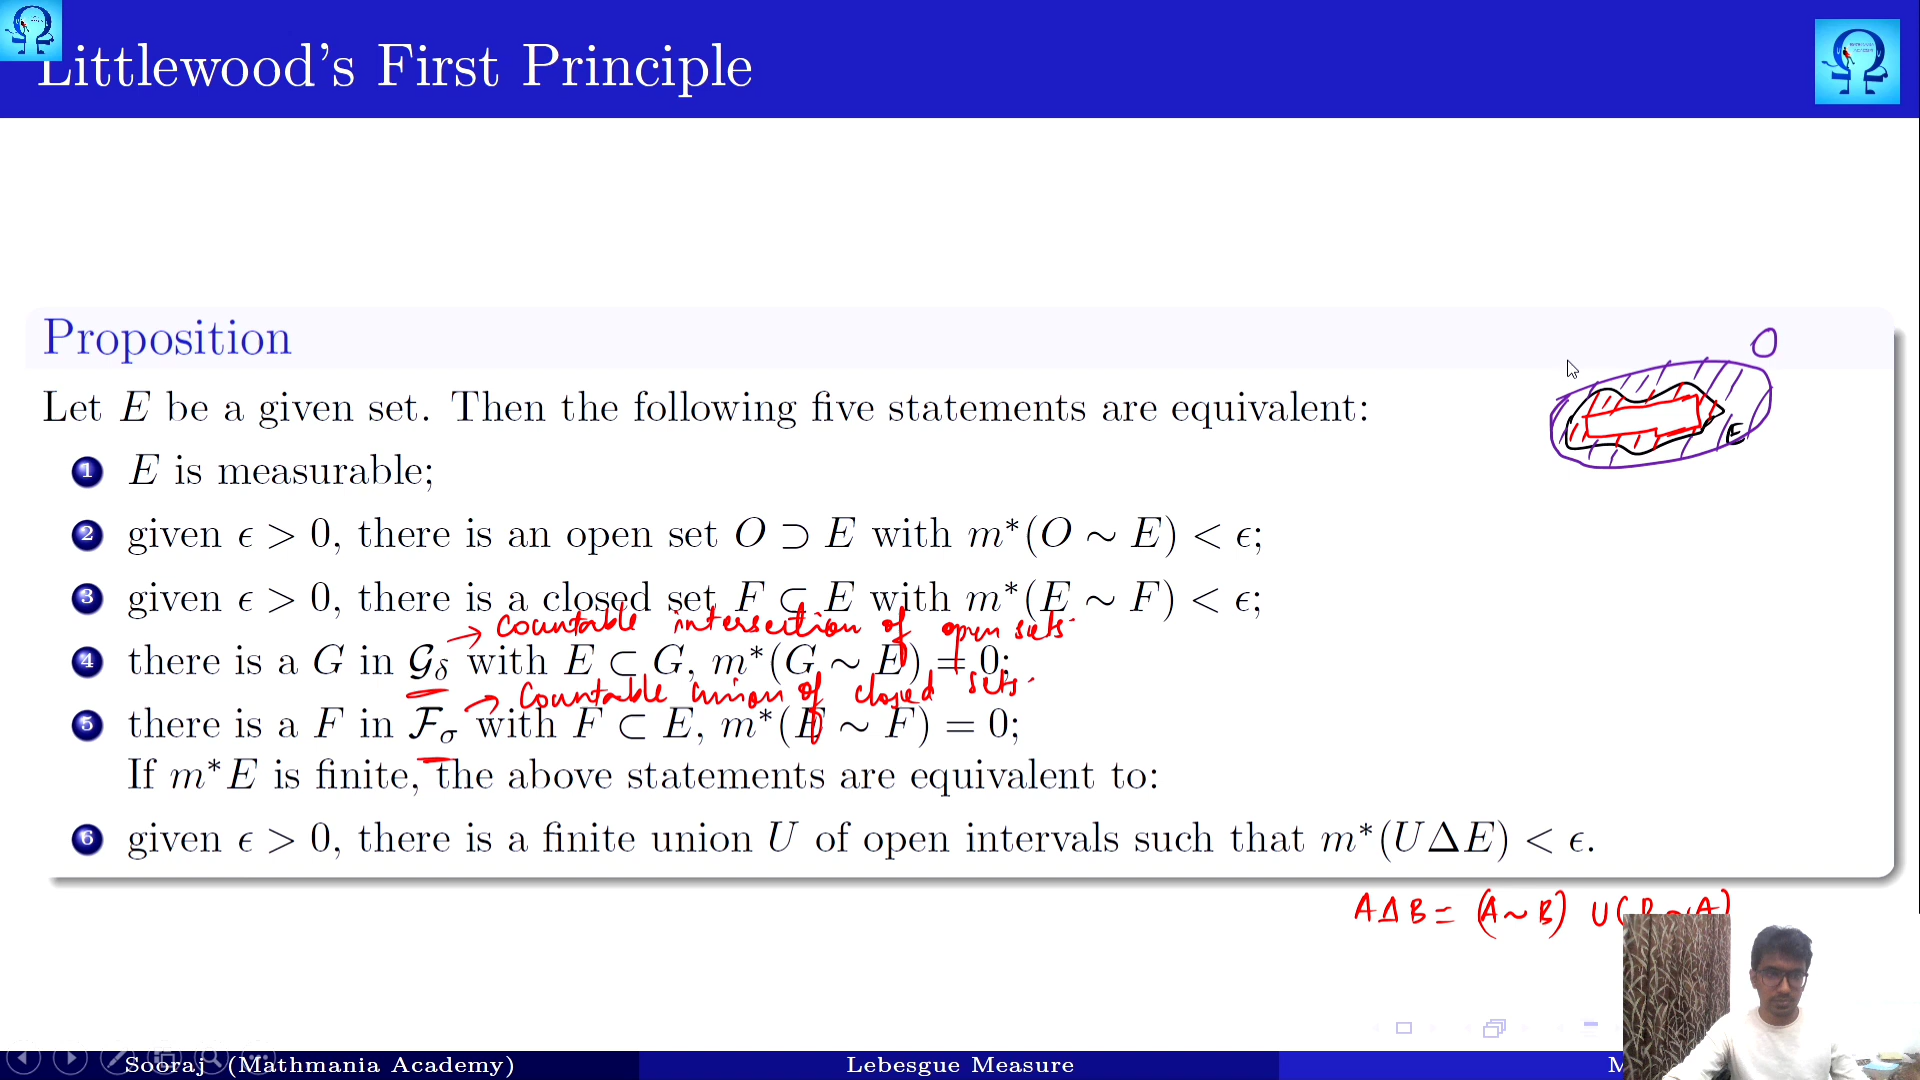 Littlewood's First Principle
Proposition
O
Let E be a given set. Then the following five statements are equivalent:
E
1 E is measurable;
2 given ϵ > 0, there is an open set O ⊃ E with m*(O ∼ E) < ϵ;
3 given ϵ > 0, there is a closed set F ⊂ E with m*(E ∼ F) < ϵ;
→ Countable intersection of open sets.
4 there is a G in 𝒢δ with E ⊂ G, m*(G ∼ E) = 0;
→ Countable union of closed sets.
5 there is a F in ℱσ with F ⊂ E, m*(E ∼ F) = 0;
If m*E is finite, the above statements are equivalent to:
6 given ϵ > 0, there is a finite union U of open intervals such that m*(UΔE) < ϵ.
AΔB = (A∼B) ∪(B∼A)
Sooraj (Mathmania Academy)
Lebesgue Measure
M